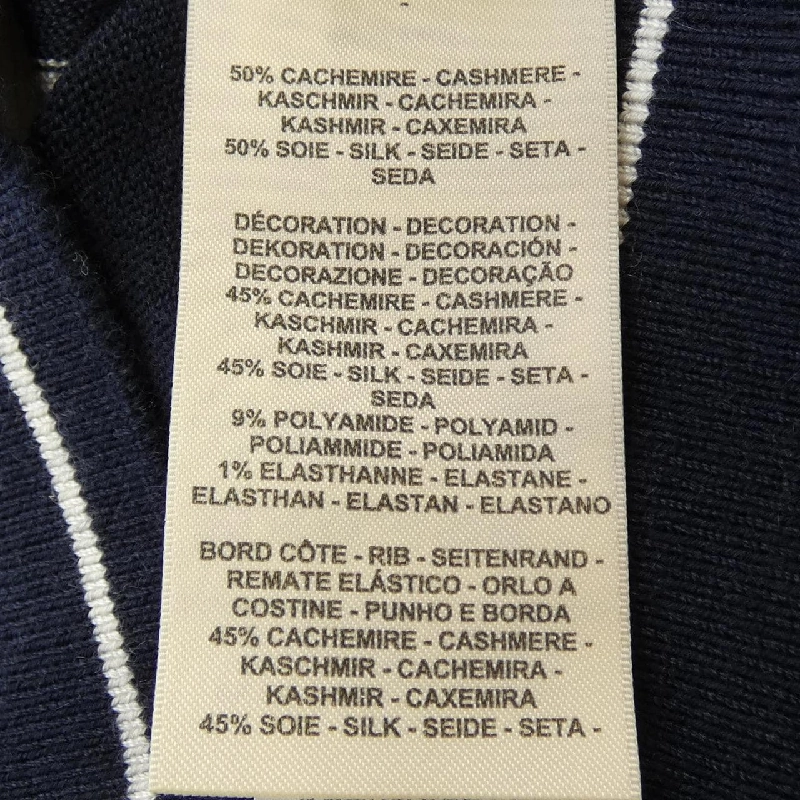 50% CACHEMIRE - CASHMERE -
KASCHMIR - CACHEMIRA -
KASHMIR - CAXEMIRA
50% SOIE - SILK - SEIDE - SETA -
SEDA
DÉCORATION - DECORATION -
DEKORATION - DECORACIÓN -
DECORAZIONE - DECORAÇÃO
45% CACHEMIRE - CASHMERE -
KASCHMIR - CACHEMIRA -
KASHMIR - CAXEMIRA
45% SOIE - SILK - SEIDE - SETA -
SEDA
9% POLYAMIDE - POLYAMID -
POLIAMMIDE - POLIAMIDA
1% ELASTHANNE - ELASTANE -
ELASTHAN - ELASTAN - ELASTANO
BORD CÔTE - RIB - SEITENRAND -
REMATE ELÁSTICO - ORLO A
COSTINE - PUNHO E BORDA
45% CACHEMIRE - CASHMERE -
KASCHMIR - CACHEMIRA -
KASHMIR - CAXEMIRA
45% SOIE - SILK - SEIDE - SETA -